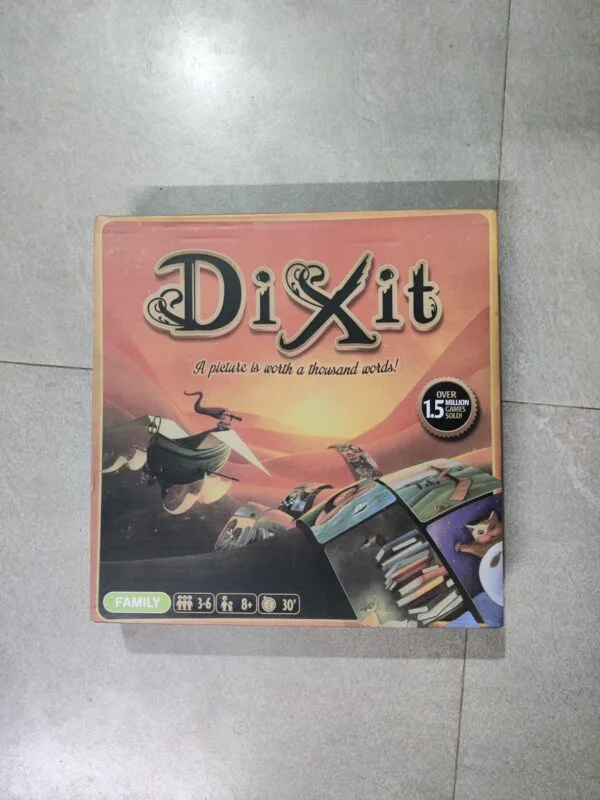 DiXit
A picture is worth a thousand words!
OVER
1.5 MILLION
GAMES
SOLD!
FAMILY
3-6
8+
30'